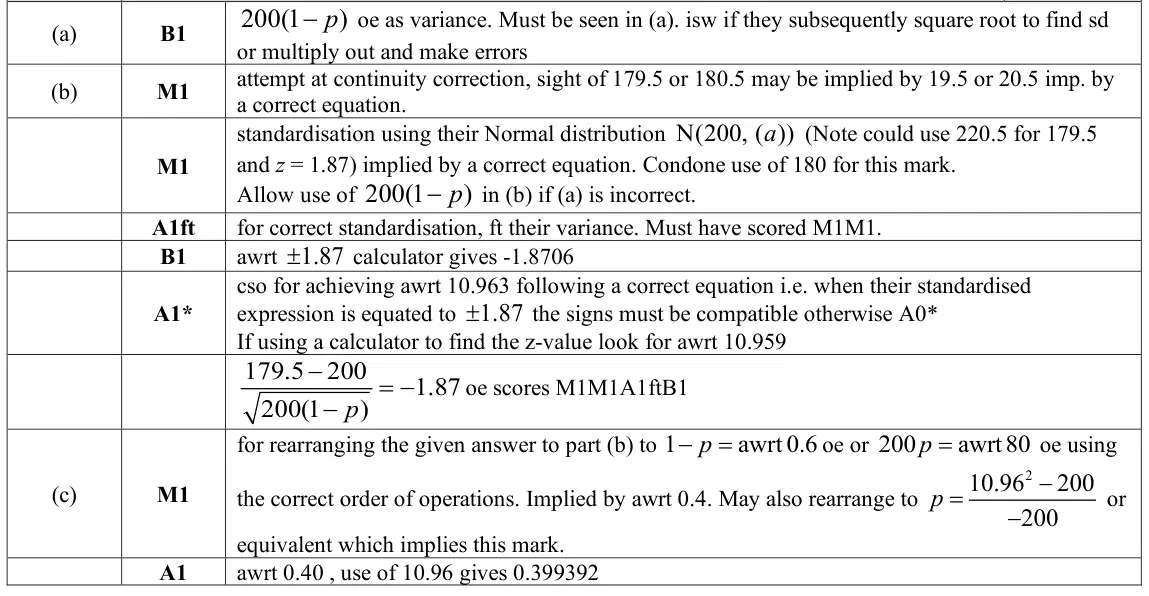 (a) B1 200(1 − p) oe as variance. Must be seen in (a). isw if they subsequently square root to find sd
or multiply out and make errors
(b) M1 attempt at continuity correction, sight of 179.5 or 180.5 may be implied by 19.5 or 20.5 imp. by
a correct equation.
standardisation using their Normal distribution N(200, (a)) (Note could use 220.5 for 179.5
M1 and z = 1.87) implied by a correct equation. Condone use of 180 for this mark.
Allow use of 200(1 − p) in (b) if (a) is incorrect.
A1ft for correct standardisation, ft their variance. Must have scored M1M1.
B1 awrt ±1.87 calculator gives -1.8706
cso for achieving awrt 10.963 following a correct equation i.e. when their standardised
A1* expression is equated to ±1.87 the signs must be compatible otherwise A0*
If using a calculator to find the z-value look for awrt 10.959
(179.5 − 200)/√(200(1 − p)) = −1.87 oe scores M1M1A1ftB1
for rearranging the given answer to part (b) to 1 − p = awrt 0.6 oe or 200p = awrt 80 oe using
(c) M1 the correct order of operations. Implied by awrt 0.4. May also rearrange to p = (10.96² − 200)/(−200) or
equivalent which implies this mark.
A1 awrt 0.40 , use of 10.96 gives 0.399392